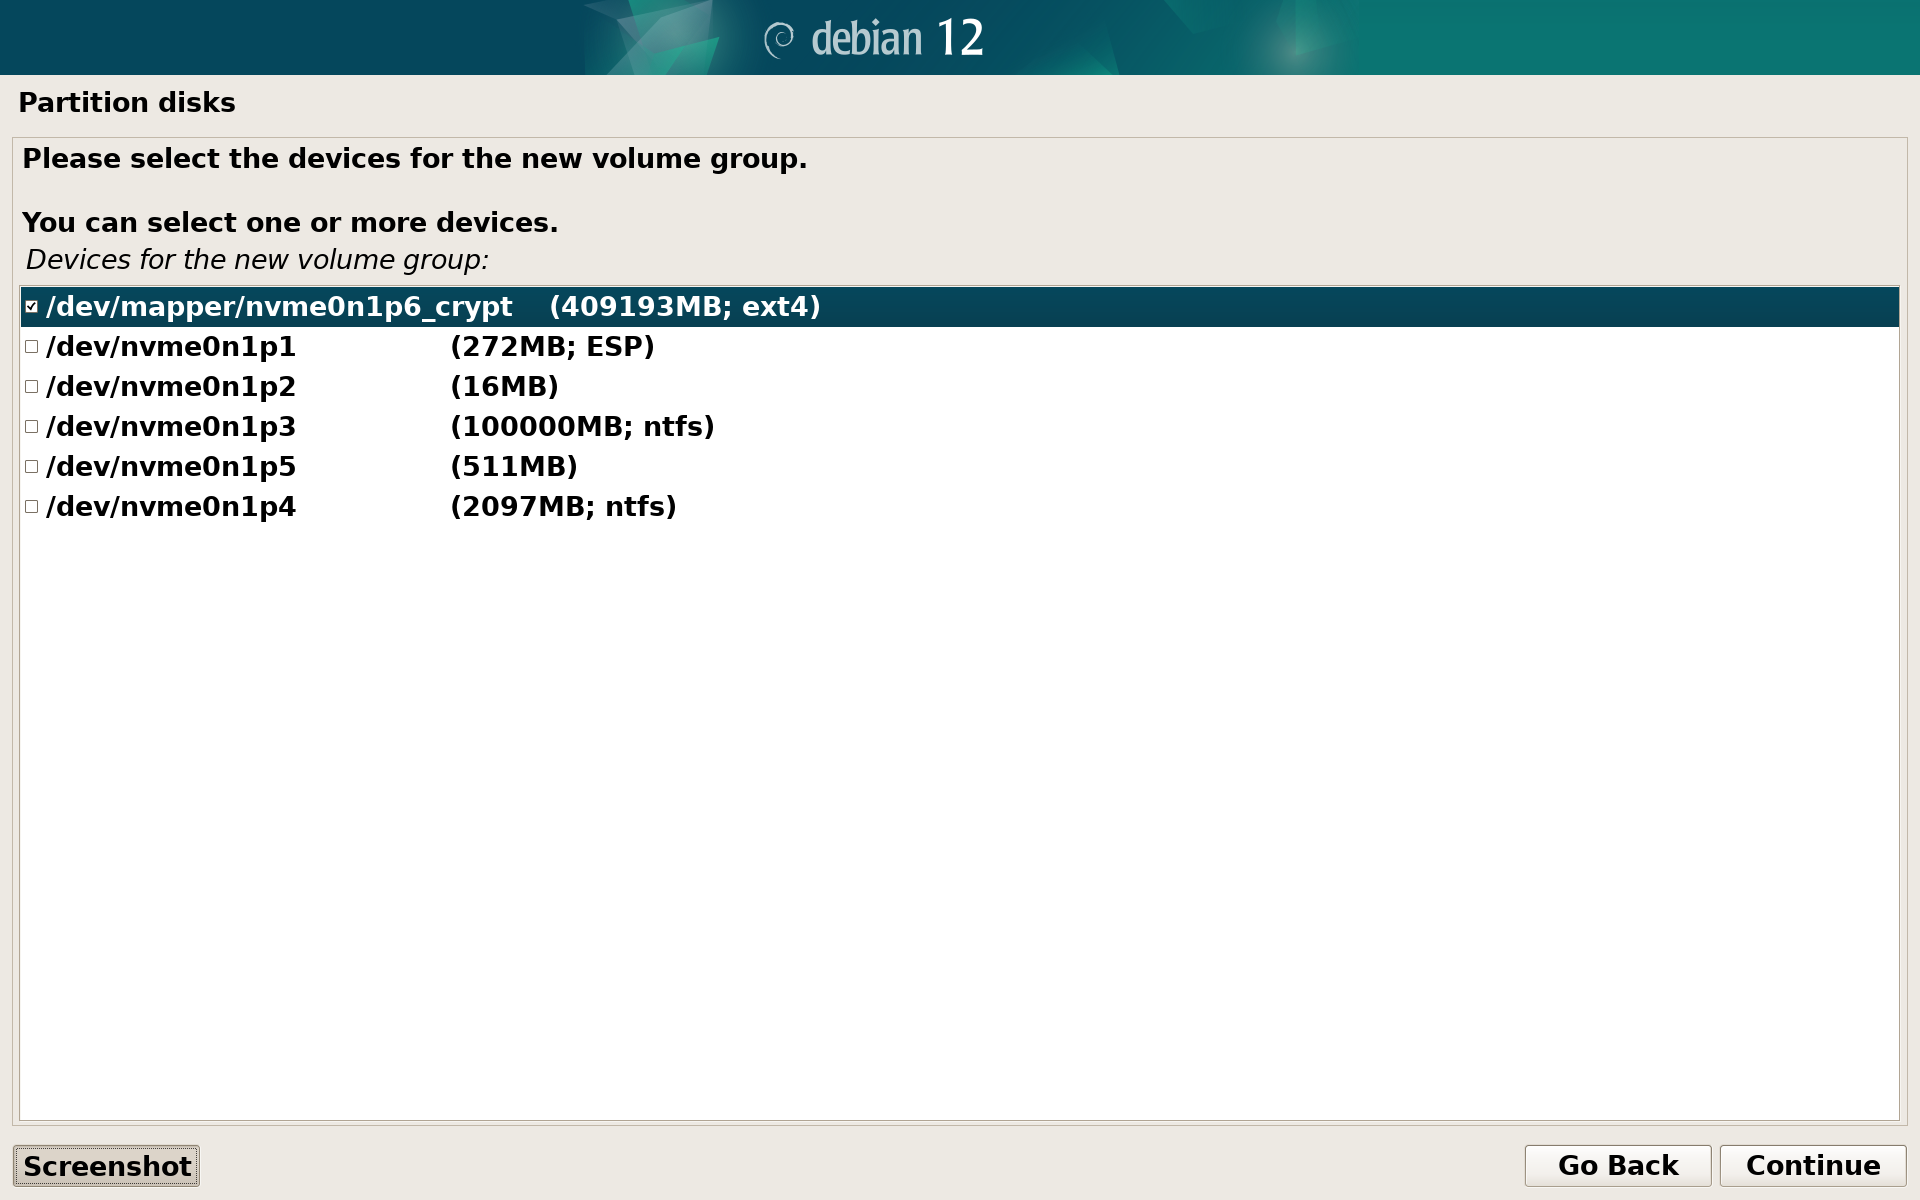 debian 12
Partition disks
Please select the devices for the new volume group.
You can select one or more devices.
Devices for the new volume group:
/dev/mapper/nvme0n1p6_crypt (409193MB; ext4)
/dev/nvme0n1p1 (272MB; ESP)
/dev/nvme0n1p2 (16MB)
/dev/nvme0n1p3 (100000MB; ntfs)
/dev/nvme0n1p5 (511MB)
/dev/nvme0n1p4 (2097MB; ntfs)
Screenshot Go Back Continue